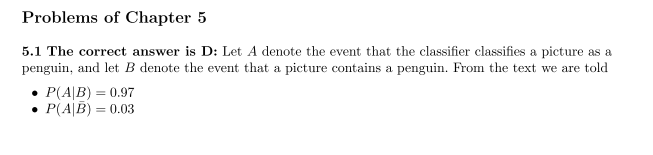 Problems of Chapter 5
5.1 The correct answer is D: Let A denote the event that the classifier classifies a picture as a
penguin, and let B denote the event that a picture contains a penguin. From the text we are told
• P(A|B) = 0.97
• P(A|B̄) = 0.03